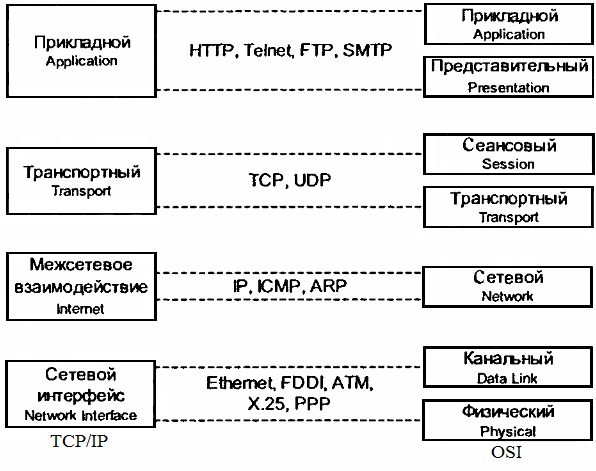 Прикладной
Application
HTTP, Telnet, FTP, SMTP
Прикладной
Application
Представительный
Presentation
Транспортный
Transport
TCP, UDP
Сеансовый
Session
Транспортный
Transport
Межсетевое
взаимодействие
Internet
IP, ICMP, ARP
Сетевой
Network
Сетевой
интерфейс
Network Interface
Ethernet, FDDI, ATM,
X.25, PPP
Канальный
Data Link
Физический
Physical
TCP/IP
OSI